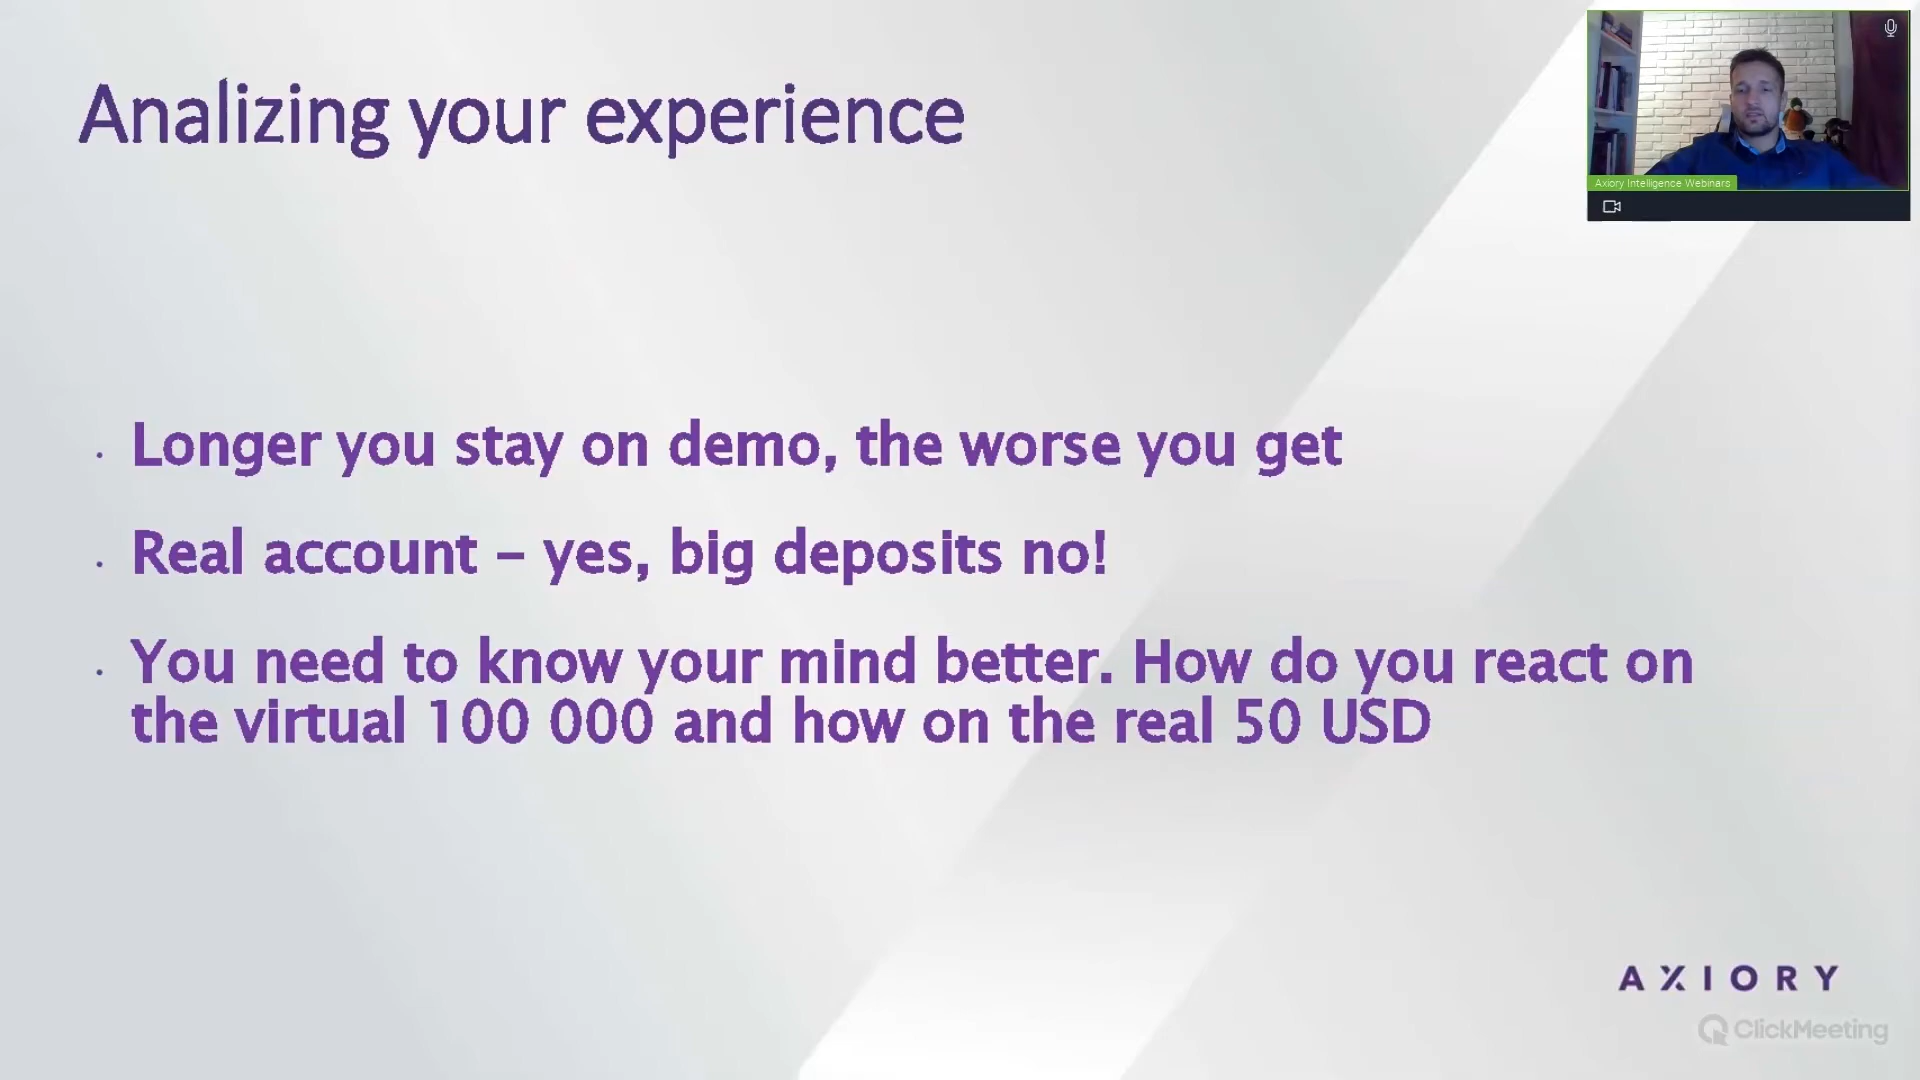 Analizing your experience
Axiory Intelligence Webinars
· Longer you stay on demo, the worse you get
· Real account – yes, big deposits no!
· You need to know your mind better. How do you react on
the virtual 100 000 and how on the real 50 USD
AXIORY
ClickMeeting